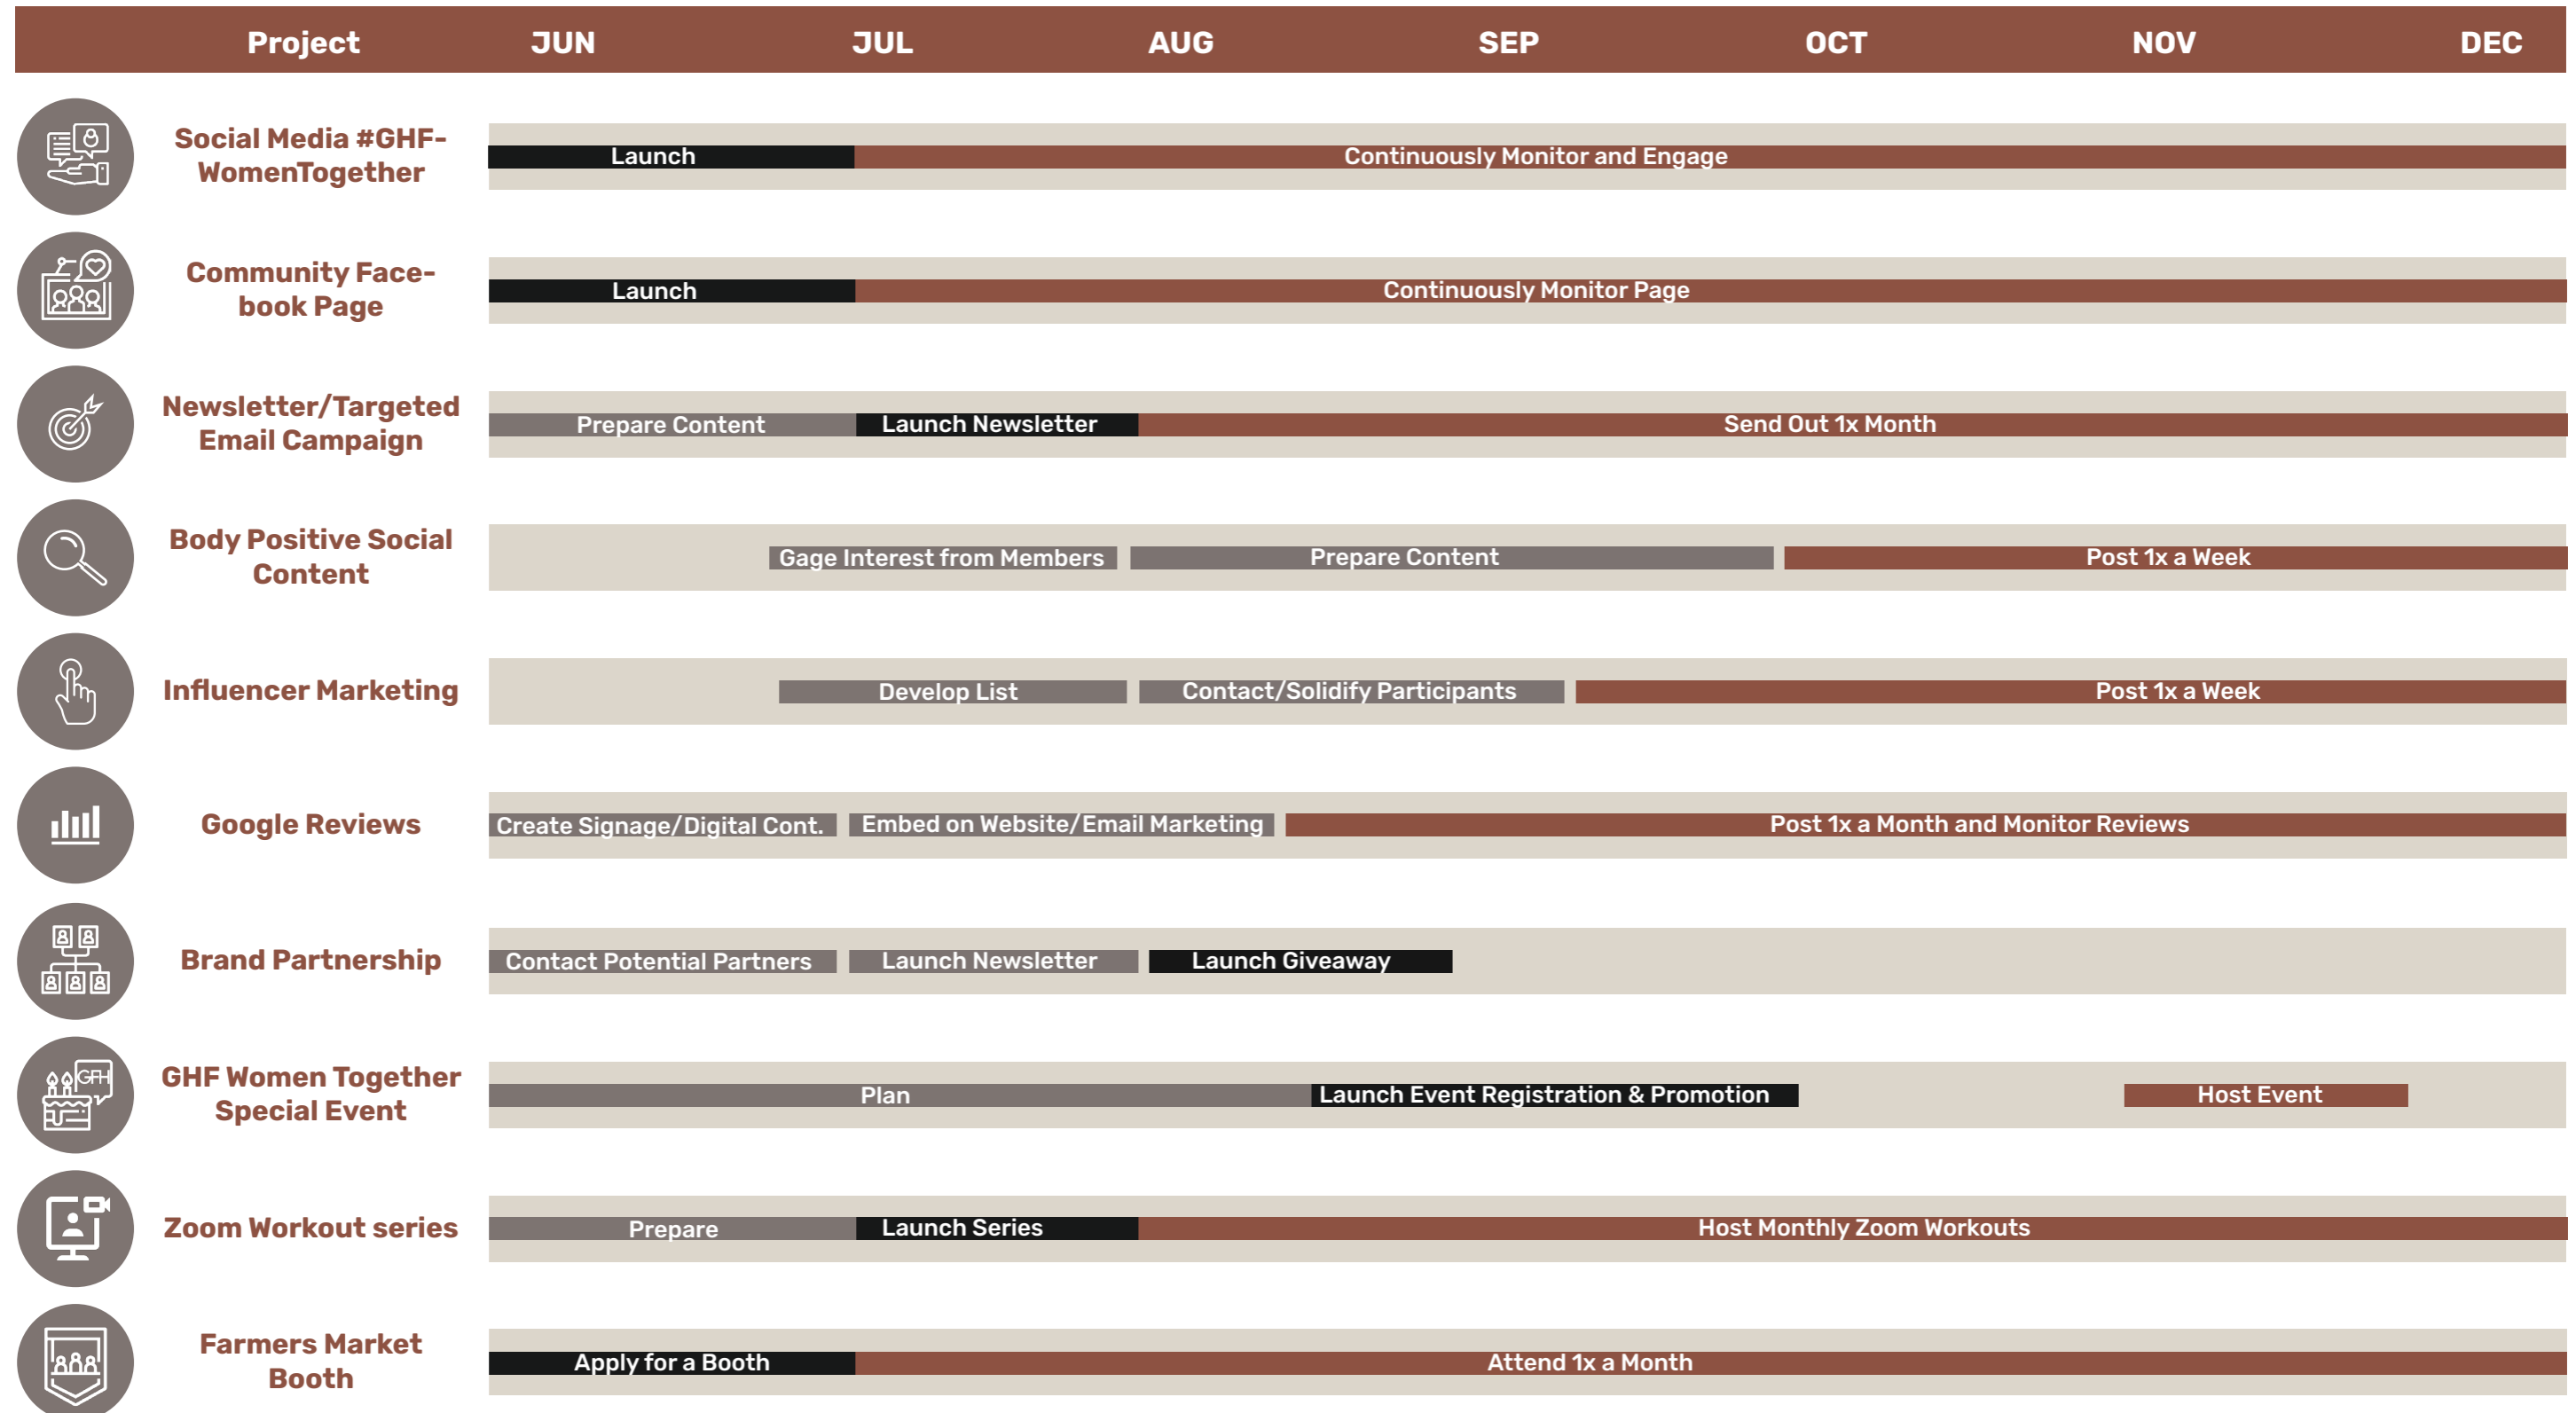 Project JUN JUL AUG SEP OCT NOV DEC
Social Media #GHF-
WomenTogether
Launch Continuously Monitor and Engage
Community Face-
book Page
Launch Continuously Monitor Page
Newsletter/Targeted
Email Campaign
Prepare Content Launch Newsletter Send Out 1x Month
Body Positive Social
Content
Gage Interest from Members Prepare Content Post 1x a Week
Influencer Marketing
Develop List Contact/Solidify Participants Post 1x a Week
Google Reviews
Create Signage/Digital Cont. Embed on Website/Email Marketing Post 1x a Month and Monitor Reviews
Brand Partnership
Contact Potential Partners Launch Newsletter Launch Giveaway
GFH
GHF Women Together
Special Event
Plan Launch Event Registration & Promotion Host Event
Zoom Workout series
Prepare Launch Series Host Monthly Zoom Workouts
Farmers Market
Booth
Apply for a Booth Attend 1x a Month